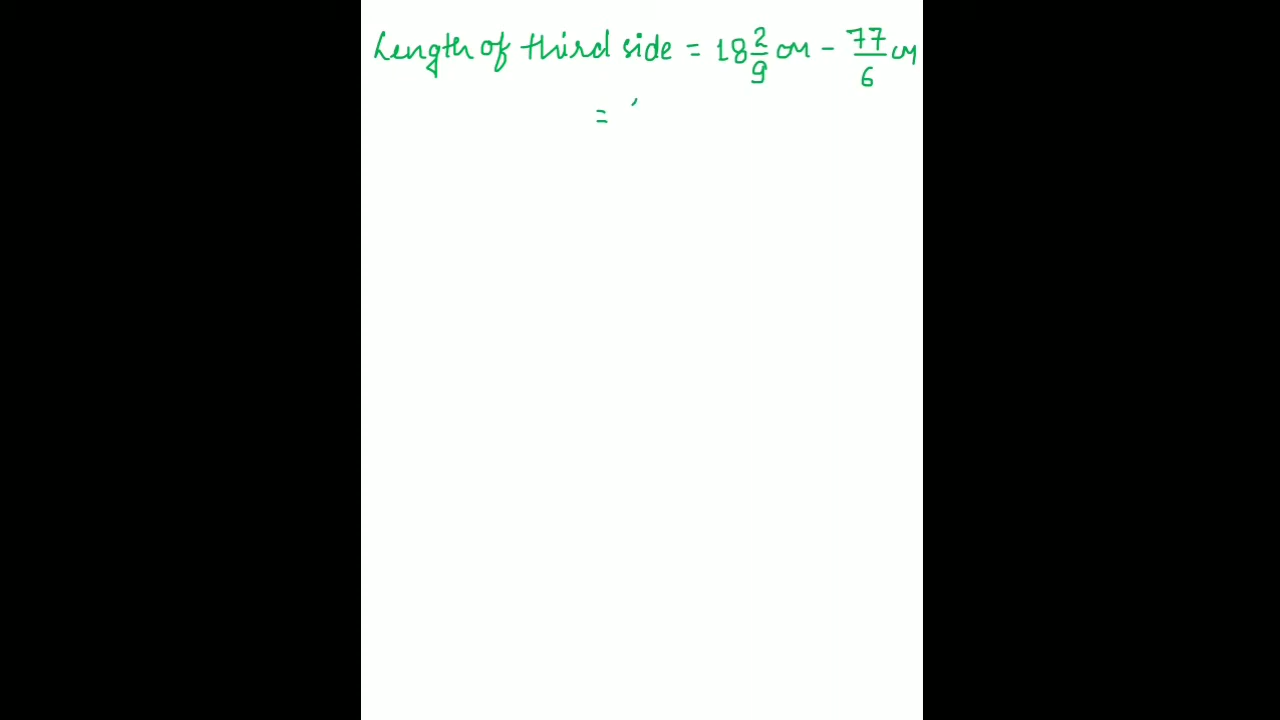 Length of third side = 18 2/9 cm - 77/6 cm
=